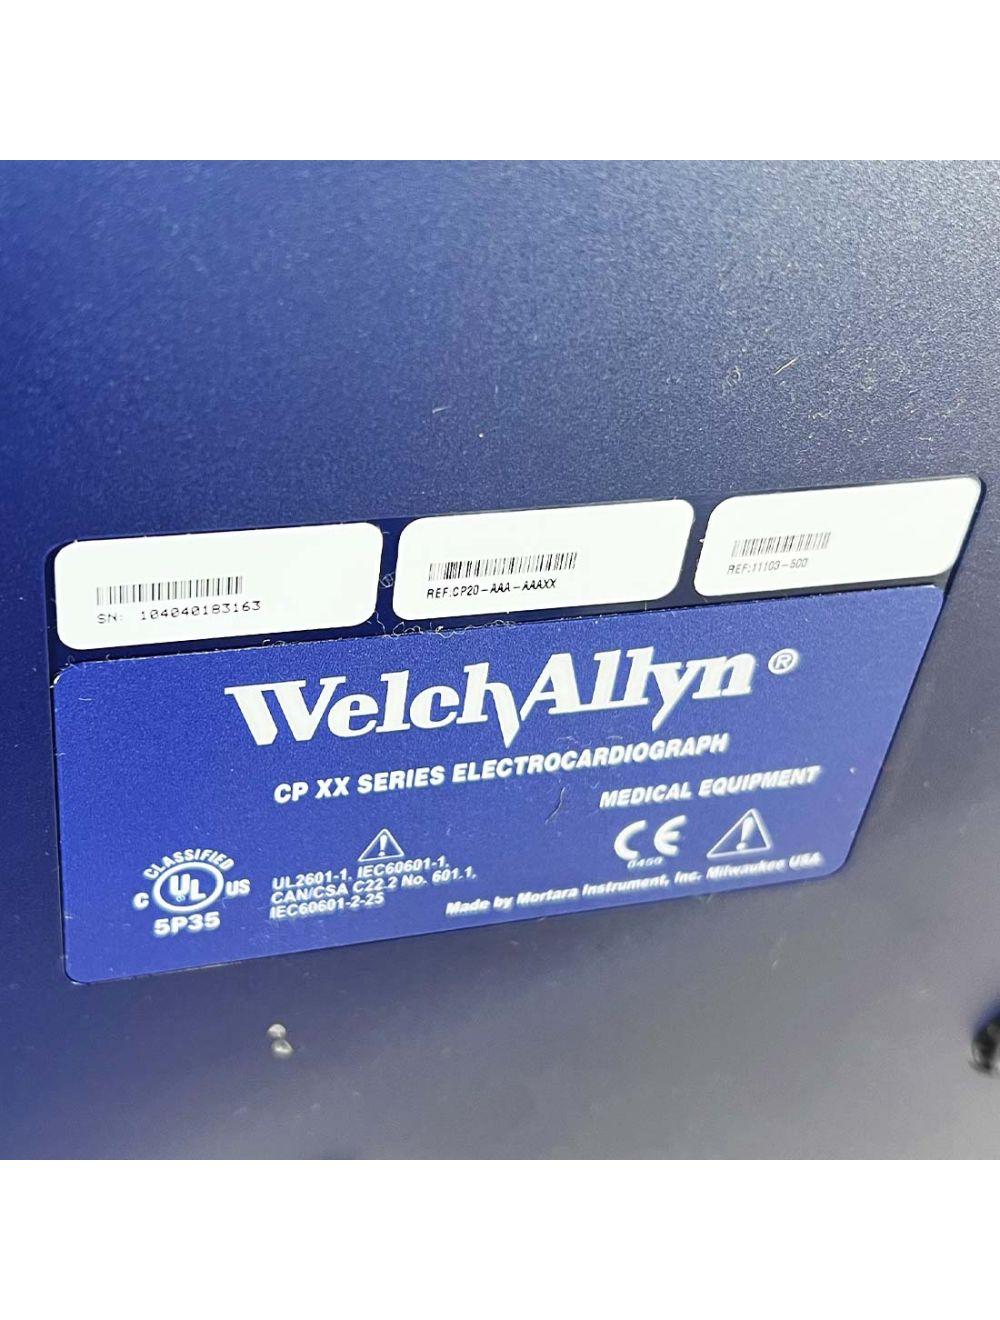 SN: 104040183163
REF:CP20-AAA-AAAXX
REF:11103-500
WelchAllyn®
CP XX SERIES ELECTROCARDIOGRAPH
MEDICAL EQUIPMENT
CLASSIFIED
C UL US
5P35
UL2601-1, IEC60601-1,
CAN/CSA C22.2 No. 601.1,
IEC60601-2-25
CE
0459
Made by Mortara Instrument, Inc. Milwaukee USA